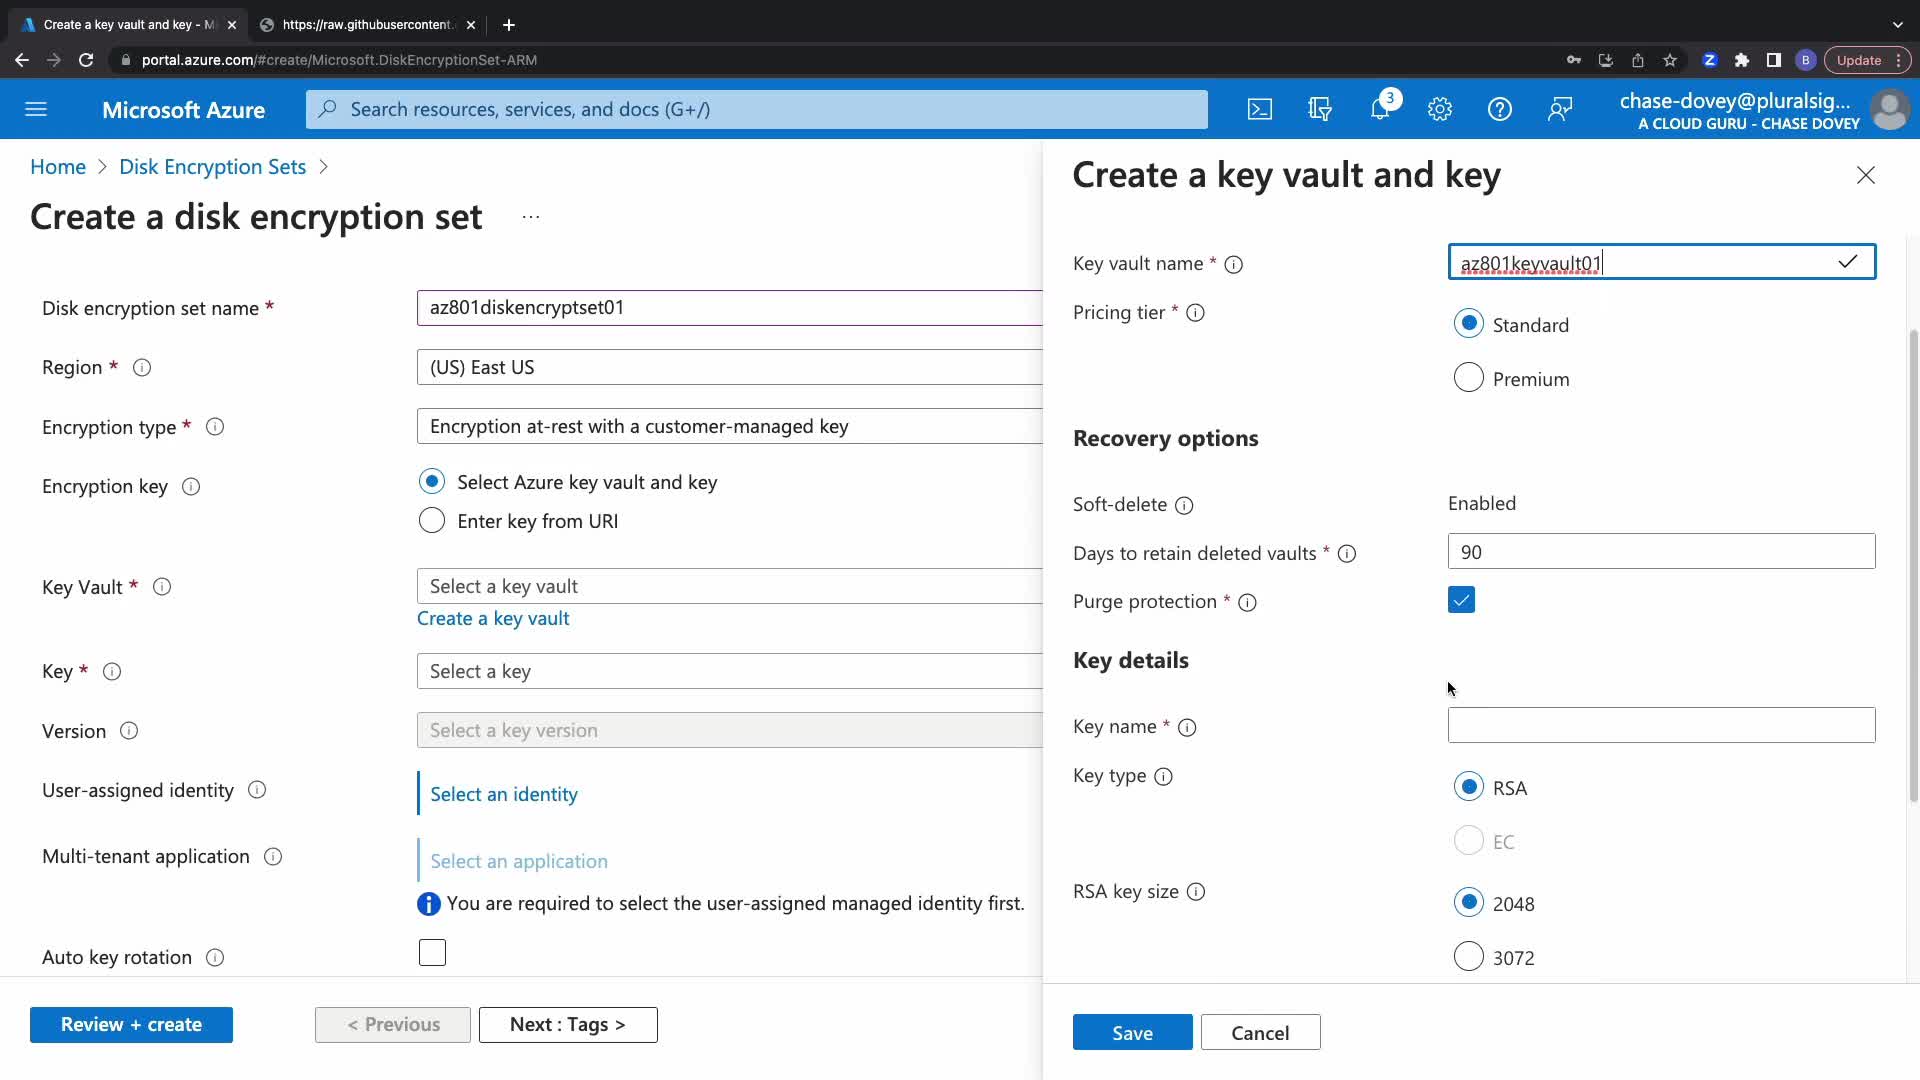 Create a key vault and key - M
https://raw.githubusercontent.
portal.azure.com/#create/Microsoft.DiskEncryptionSet-ARM
Z
B
Update
Microsoft Azure
Search resources, services, and docs (G+/)
3
chase-dovey@pluralsig...
A CLOUD GURU - CHASE DOVEY
Home > Disk Encryption Sets >
Create a disk encryption set ...
Disk encryption set name *
az801diskencryptset01
Region *
(US) East US
Encryption type *
Encryption at-rest with a customer-managed key
Encryption key
Select Azure key vault and key
Enter key from URI
Key Vault *
Select a key vault
Create a key vault
Key *
Select a key
Version
Select a key version
User-assigned identity
Select an identity
Multi-tenant application
Select an application
You are required to select the user-assigned managed identity first.
Auto key rotation
Review + create
< Previous
Next : Tags >
Create a key vault and key
Key vault name *
az801keyvault01
Pricing tier *
Standard
Premium
Recovery options
Soft-delete
Enabled
Days to retain deleted vaults *
90
Purge protection *
Key details
Key name *
Key type
RSA
EC
RSA key size
2048
3072
Save
Cancel